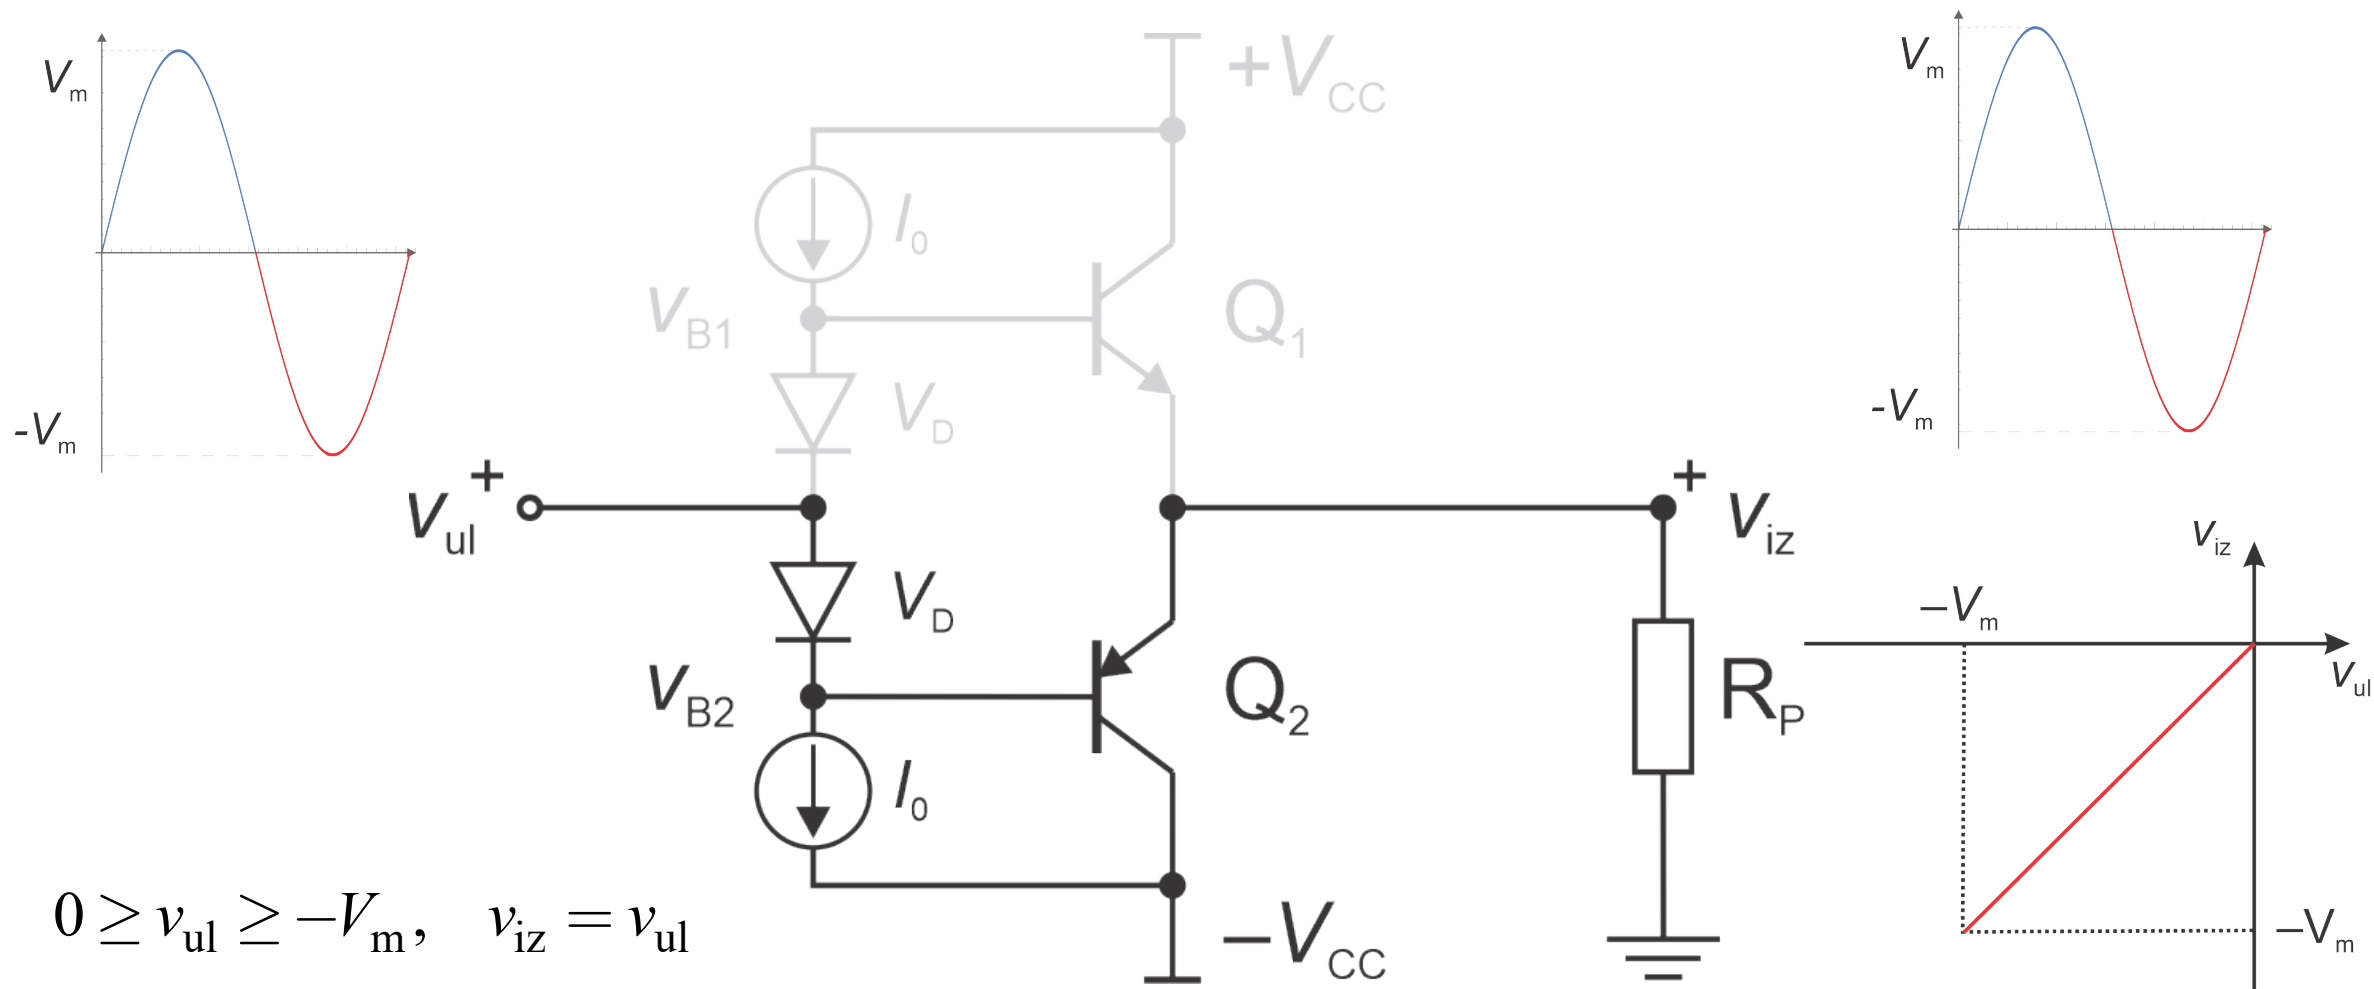 Vm
-Vm
+VCC
I0
vB1
Q1
VD
vul
+
VD
vB2
Q2
I0
−VCC
+
viz
RP
Vm
-Vm
viz
−Vm
vul
−Vm
0 ≥ vul ≥ −Vm, viz = vul